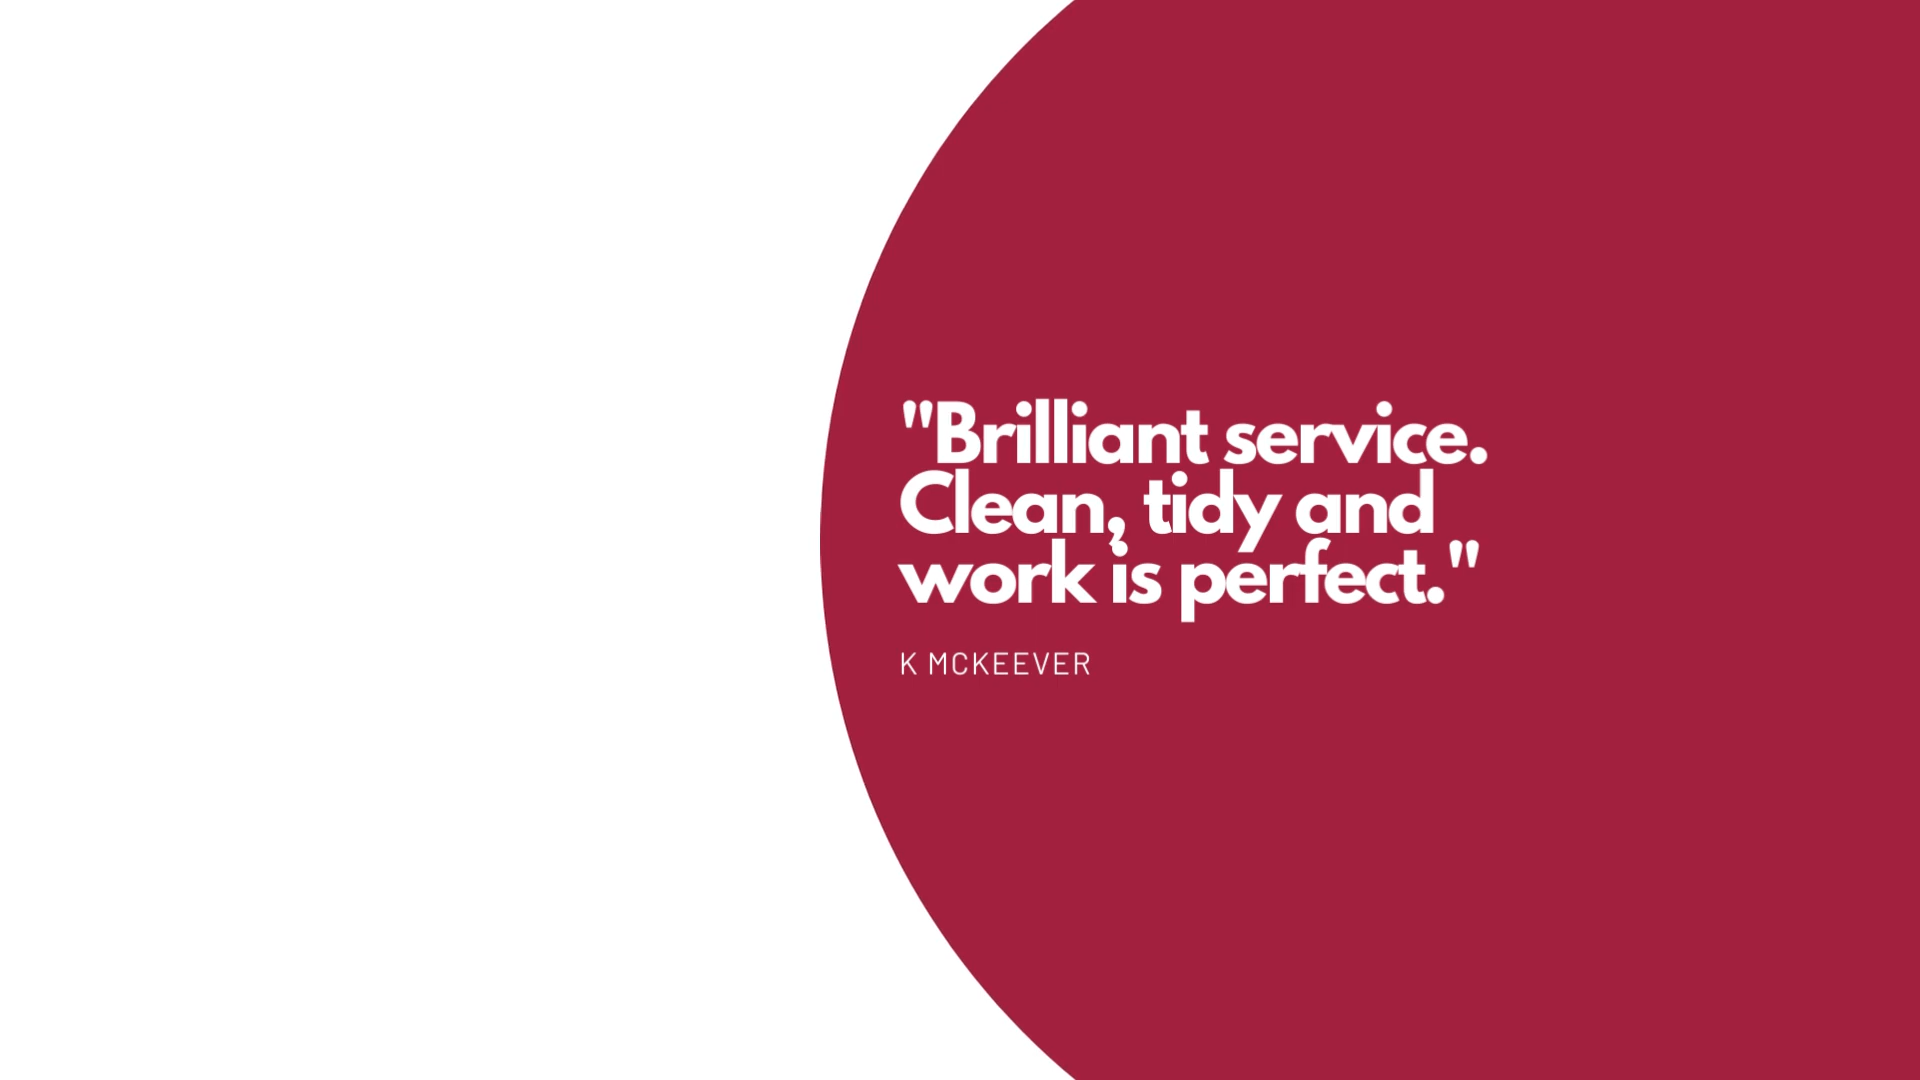 "Brilliant service.
Clean, tidy and
work is perfect."
K MCKEEVER